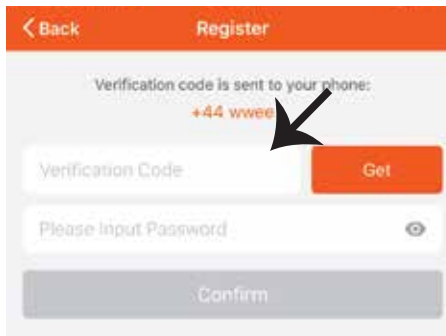 Back Register
Verification code is sent to your phone:
+44 wwee
Verification Code Get
Please Input Password
Confirm